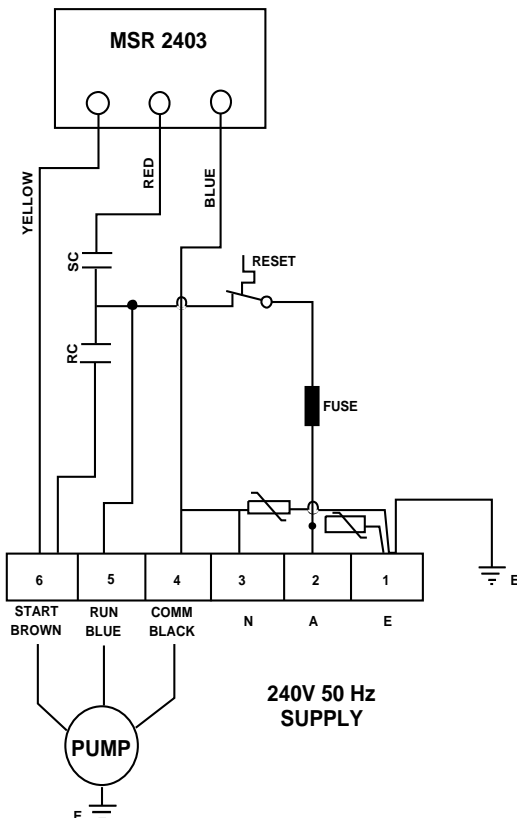 MSR 2403
YELLOW
RED
BLUE
SC
RESET
RC
FUSE
6
5
4
3
2
1
E
START
BROWN
RUN
BLUE
COMM
BLACK
N
A
E
240V 50 Hz
SUPPLY
PUMP
E